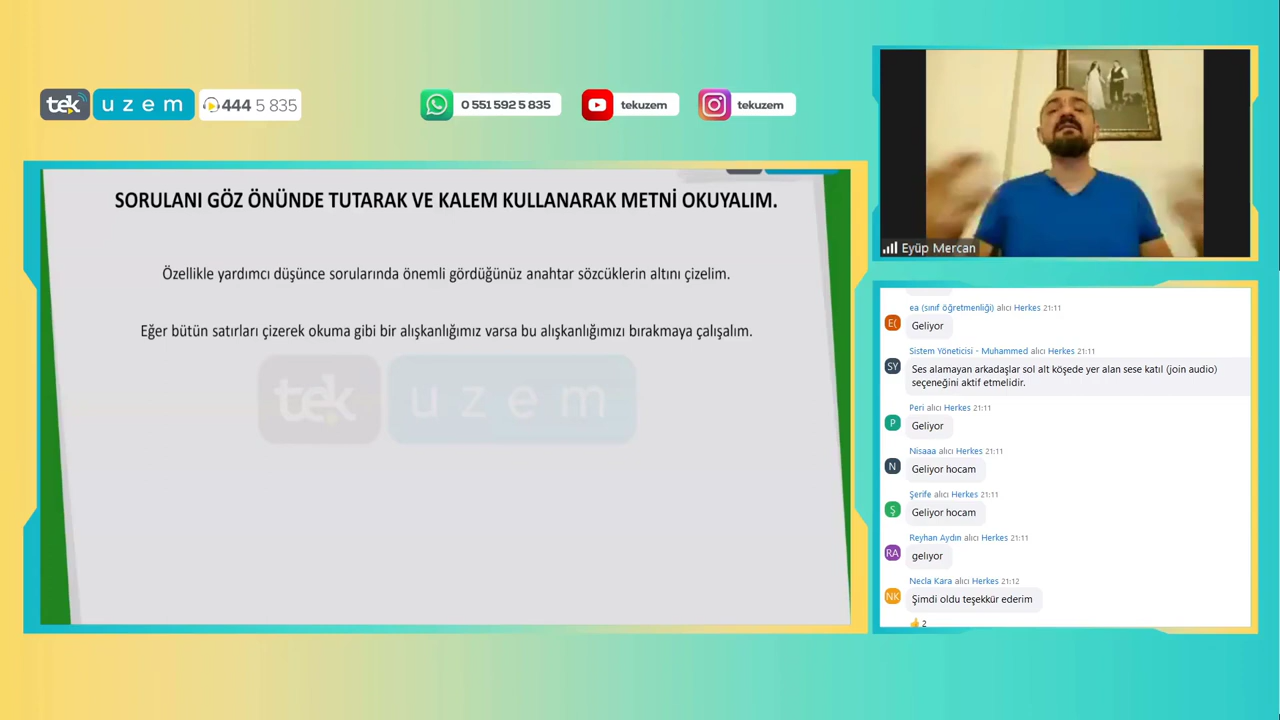 tek uzem 444 5 835
0 551 592 5 835
tekuzem
tekuzem
SORULANI GÖZ ÖNÜNDE TUTARAK VE KALEM KULLANARAK METNİ OKUYALIM.
Özellikle yardımcı düşünce sorularında önemli gördüğünüz anahtar sözcüklerin altını çizelim.
Eğer bütün satırları çizerek okuma gibi bir alışkanlığımız varsa bu alışkanlığımızı bırakmaya çalışalım.
tek uzem
Eyüp Mercan
ea (sınıf öğretmenliği) alıcı Herkes 21:11
E(
Geliyor
Sistem Yöneticisi - Muhammed alıcı Herkes 21:11
SY
Ses alamayan arkadaşlar sol alt köşede yer alan sese katıl (join audio)
seçeneğini aktif etmelidir.
Peri alıcı Herkes 21:11
P
Geliyor
Nisaaa alıcı Herkes 21:11
N
Geliyor hocam
Şerife alıcı Herkes 21:11
Ş
Geliyor hocam
Reyhan Aydın alıcı Herkes 21:11
RA
gelıyor
Necla Kara alıcı Herkes 21:12
NK
Şimdi oldu teşekkür ederim
2